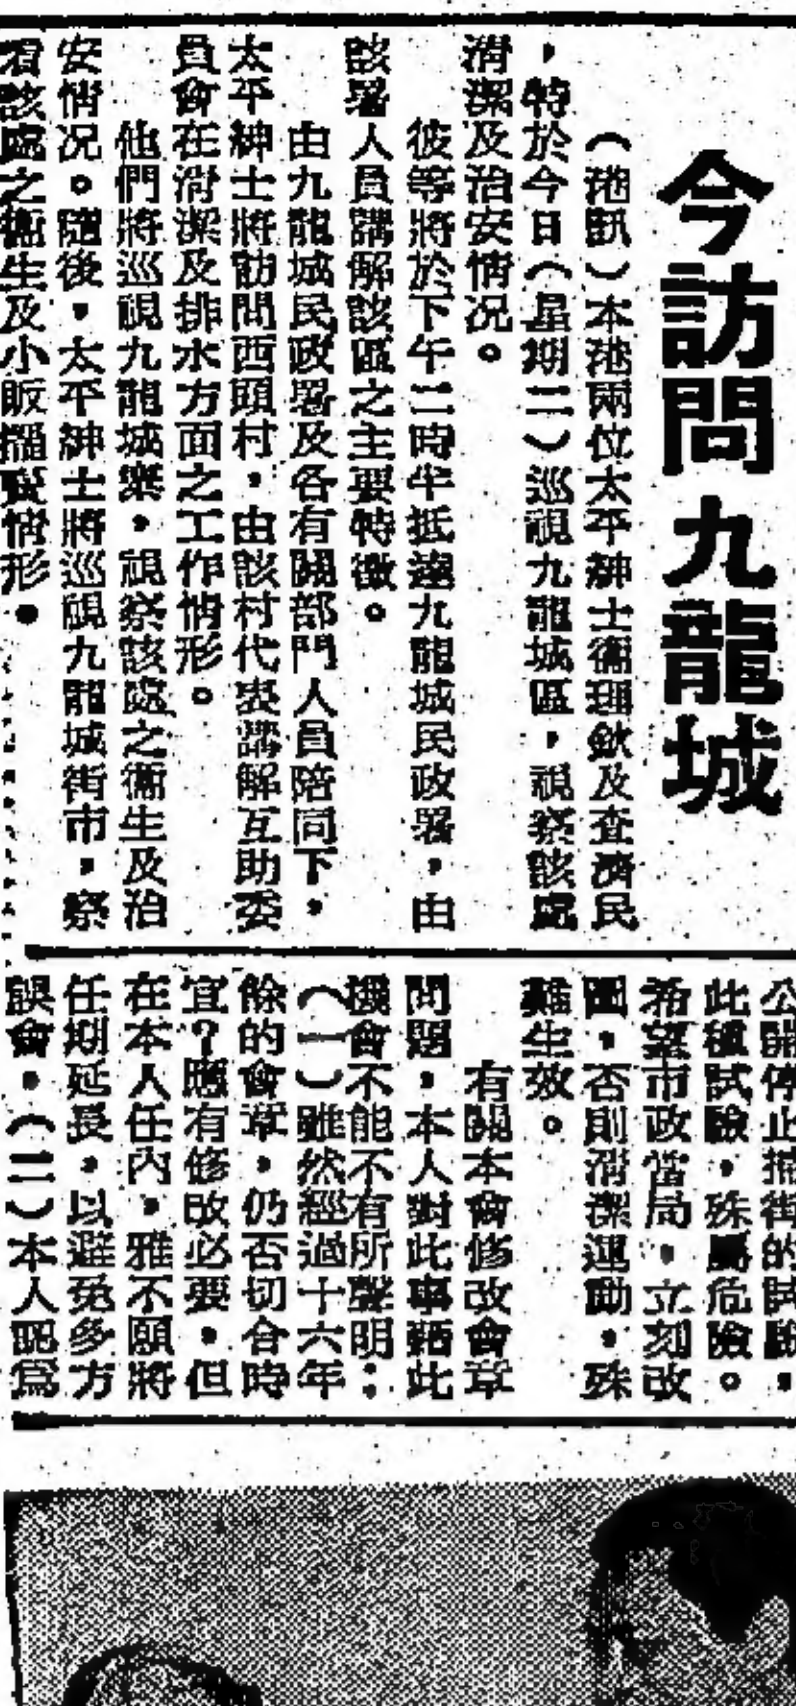 今訪問九龍城
（港訊）本港兩位太平紳士衞理欽及查濟民
，特於今日（星期二）巡視九龍城區，視察該處
清潔及治安情况。
彼等將於下午二時半抵達九龍城民政署，由
該署人員講解該區之主要特徵。
由九龍城民政署及各有關部門人員陪同下，
太平紳士將訪問西頭村，由該村代表講解互助委
員會在清潔及排水方面之工作情形。
他們將巡視九龍城寨，視察該處之衞生及治
安情况。隨後，太平紳士將巡視九龍城街市，察
看該處之衞生及小販擺賣情形。
公開停止掃街的試驗，
此種試驗，殊屬危險。
希望市政當局，立刻改
圖，否則清潔運動，殊
難生效。
有關本會修改會章
問題，本人對此事藉此
機會不能不有所聲明：
（一）雖然經過十六年
餘的會章，仍否切合時
宜？應有修改必要，但
在本人任內，雅不願將
任期延長，以避免多方
誤會，（二）本人認爲